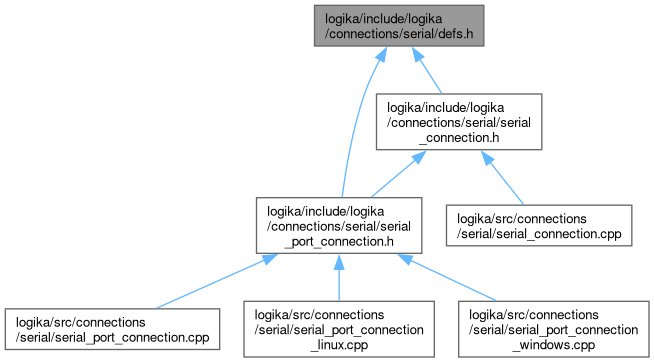 logika/include/logika
/connections/serial/defs.h
logika/include/logika
/connections/serial/serial
_connection.h
logika/include/logika
/connections/serial/serial
_port_connection.h
logika/src/connections
/serial/serial_connection.cpp
logika/src/connections
/serial/serial_port_connection.cpp
logika/src/connections
/serial/serial_port_connection
_linux.cpp
logika/src/connections
/serial/serial_port_connection
_windows.cpp